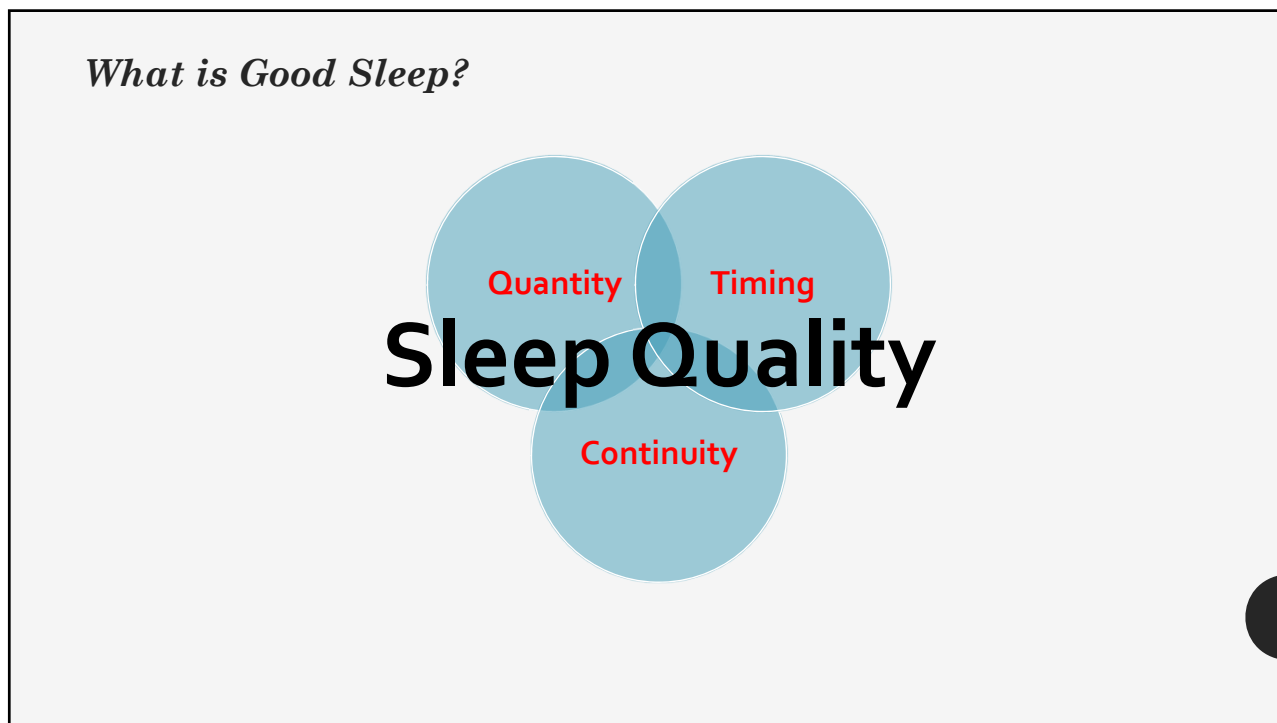 What is Good Sleep?
Quantity
Timing
Sleep Quality
Continuity